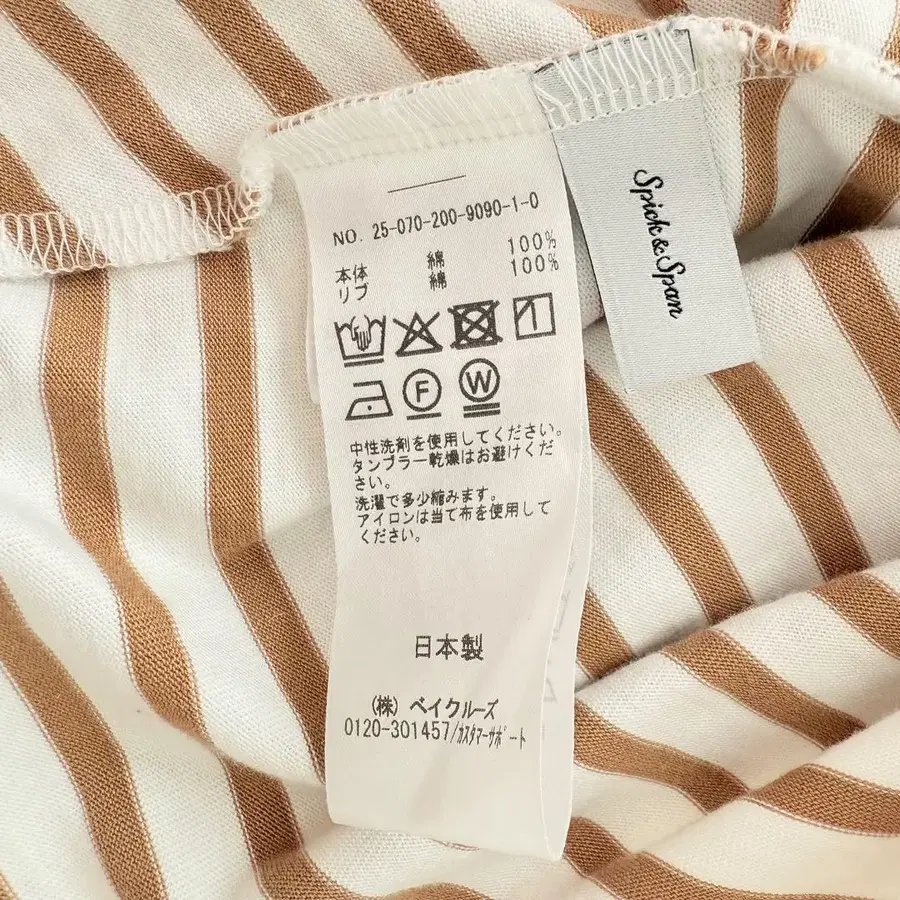 NO. 25-070-200-9090-1-0
本体 綿 100%
リブ 綿 100%
F W
中性洗剤を使用してください。
タンブラー乾燥はお避けくだ
さい。
洗濯で多少縮みます。
アイロンは当て布を使用して
ください。
日本製
(株) ベイクルーズ
0120-301457/ｶｽﾀﾏｰｻﾎﾟｰﾄ
Spick & Span